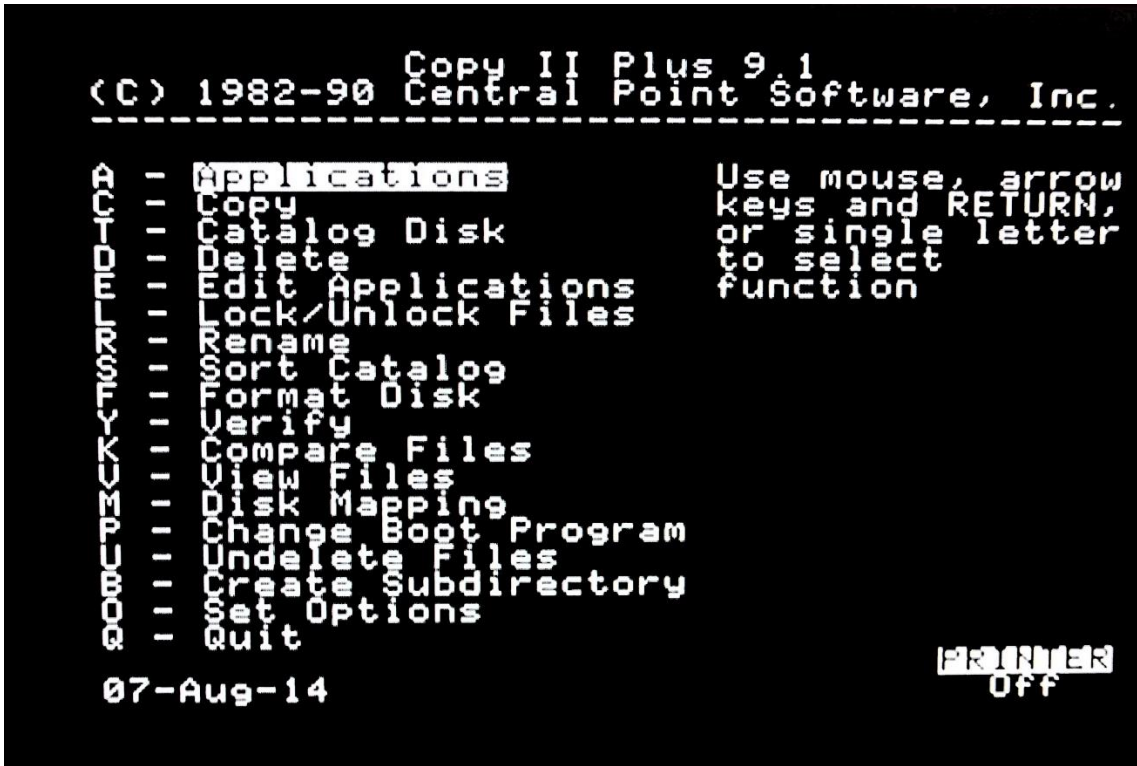 Copy II Plus 9.1
(C) 1982-90 Central Point Software, Inc.
----------------------------------------
A - Applications
C - Copy
T - Catalog Disk
D - Delete
E - Edit Applications
L - Lock/Unlock Files
R - Rename
S - Sort Catalog
F - Format Disk
Y - Verify
K - Compare Files
V - View Files
M - Disk Mapping
P - Change Boot Program
U - Undelete Files
B - Create Subdirectory
O - Set Options
Q - Quit
Use mouse, arrow
keys and RETURN,
or single letter
to select
function
07-Aug-14
PRINTER
Off